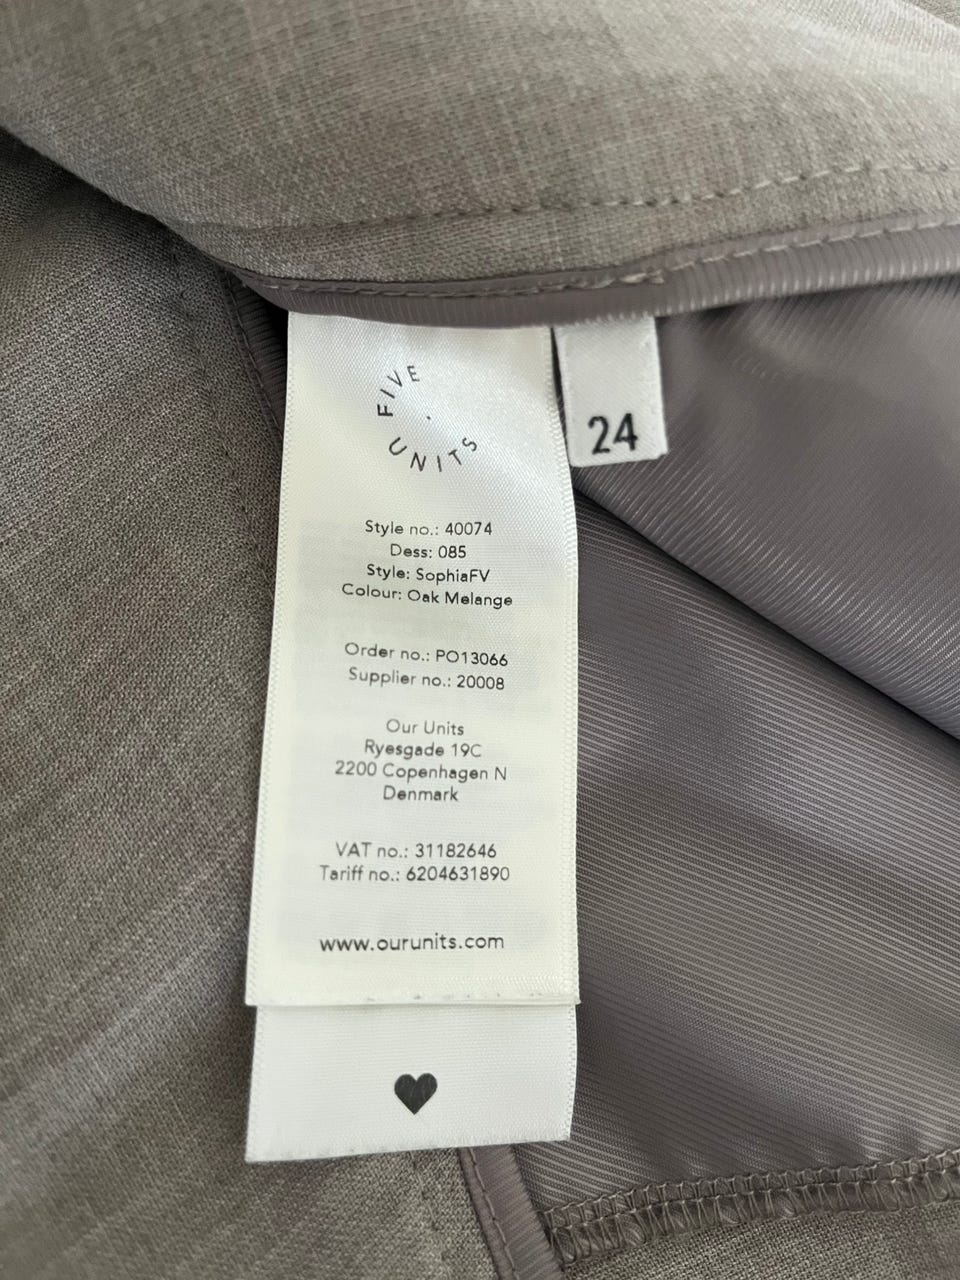 FIVE
UNITS
24
Style no.: 40074
Dess: 085
Style: SophiaFV
Colour: Oak Melange
Order no.: PO13066
Supplier no.: 20008
Our Units
Ryesgade 19C
2200 Copenhagen N
Denmark
VAT no.: 31182646
Tariff no.: 6204631890
www.ourunits.com